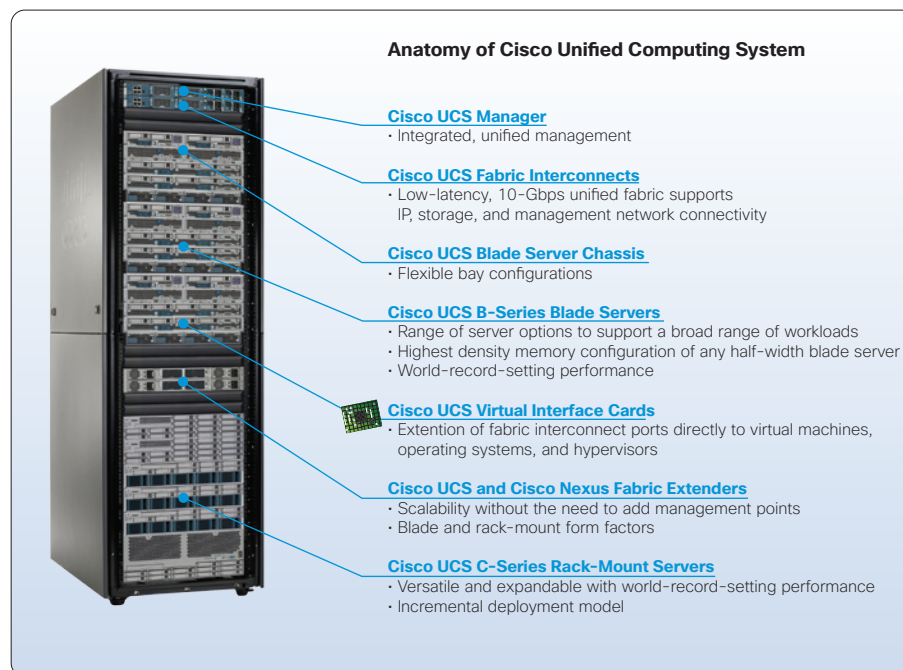 Anatomy of Cisco Unified Computing System
Cisco UCS Manager
• Integrated, unified management
Cisco UCS Fabric Interconnects
• Low-latency, 10-Gbps unified fabric supports
IP, storage, and management network connectivity
Cisco UCS Blade Server Chassis
• Flexible bay configurations
Cisco UCS B-Series Blade Servers
• Range of server options to support a broad range of workloads
• Highest density memory configuration of any half-width blade server
• World-record-setting performance
Cisco UCS Virtual Interface Cards
• Extention of fabric interconnect ports directly to virtual machines,
operating systems, and hypervisors
Cisco UCS and Cisco Nexus Fabric Extenders
• Scalability without the need to add management points
• Blade and rack-mount form factors
Cisco UCS C-Series Rack-Mount Servers
• Versatile and expandable with world-record-setting performance
• Incremental deployment model